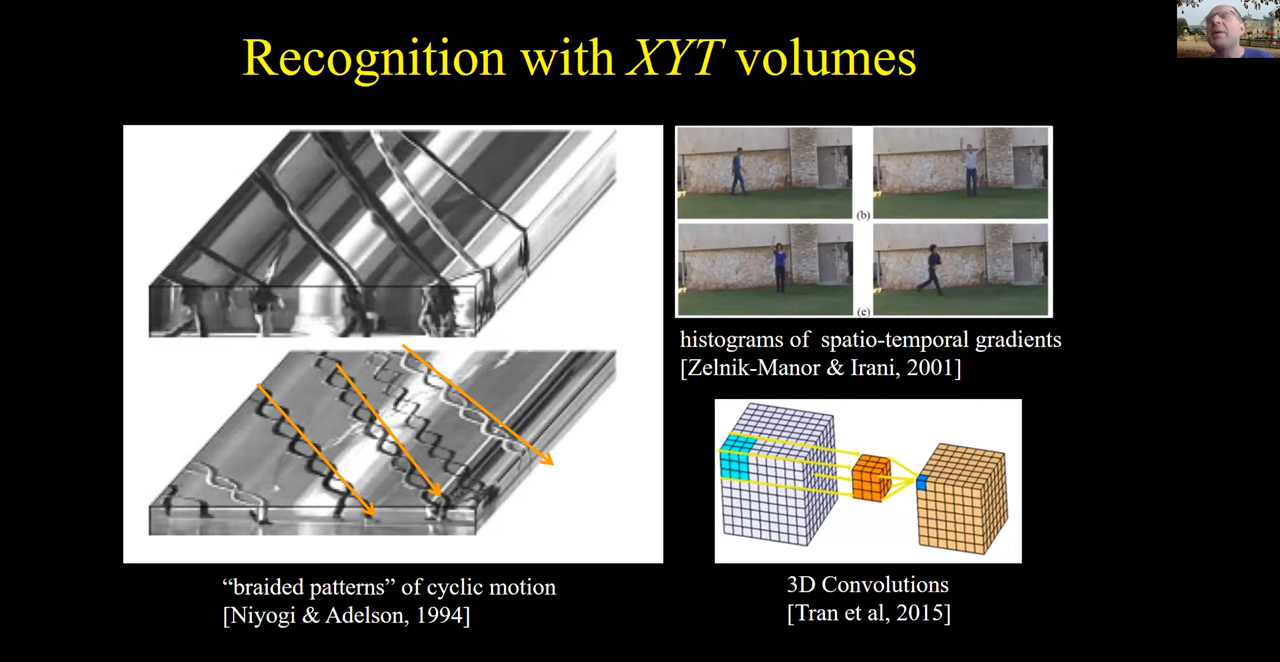 Recognition with XYT volumes
(b)
(c)
histograms of spatio-temporal gradients
[Zelnik-Manor & Irani, 2001]
“braided patterns” of cyclic motion
[Niyogi & Adelson, 1994]
3D Convolutions
[Tran et al, 2015]